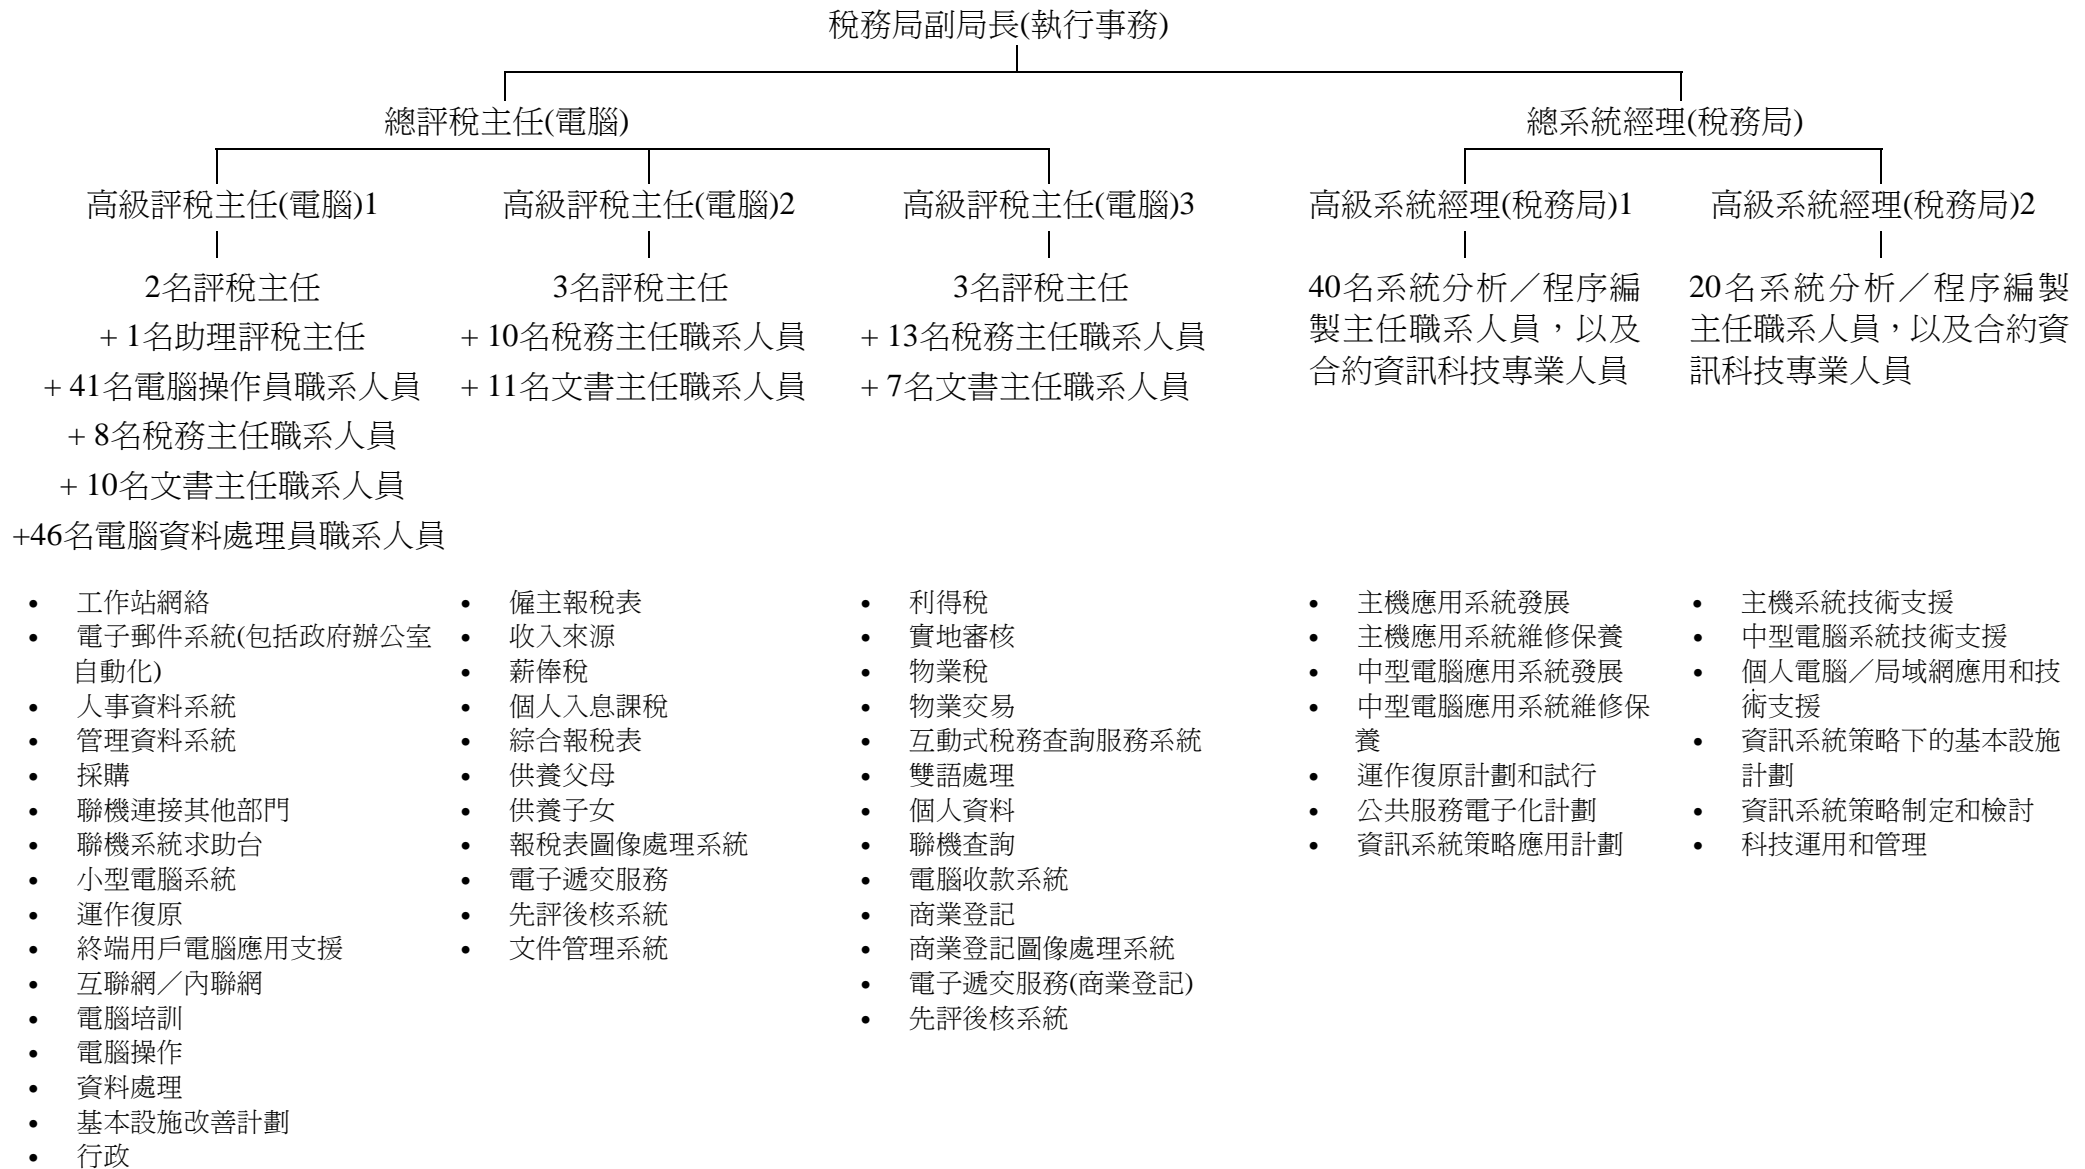 稅務局副局長(執行事務)
總評稅主任(電腦)
總系統經理(稅務局)
高級評稅主任(電腦)1
高級評稅主任(電腦)2
高級評稅主任(電腦)3
高級系統經理(稅務局)1
高級系統經理(稅務局)2
2名評稅主任
+ 1名助理評稅主任
+ 41名電腦操作員職系人員
+ 8名稅務主任職系人員
+ 10名文書主任職系人員
+46名電腦資料處理員職系人員
3名評稅主任
+ 10名稅務主任職系人員
+ 11名文書主任職系人員
3名評稅主任
+ 13名稅務主任職系人員
+ 7名文書主任職系人員
40名系統分析／程序編
製主任職系人員，以及
合約資訊科技專業人員
20名系統分析／程序編製
主任職系人員，以及合約資
訊科技專業人員
• 工作站網絡
• 電子郵件系統(包括政府辦公室
自動化)
• 人事資料系統
• 管理資料系統
• 採購
• 聯機連接其他部門
• 聯機系統求助台
• 小型電腦系統
• 運作復原
• 終端用戶電腦應用支援
• 互聯網／內聯網
• 電腦培訓
• 電腦操作
• 資料處理
• 基本設施改善計劃
• 行政
• 僱主報稅表
• 收入來源
• 薪俸稅
• 個人入息課稅
• 綜合報稅表
• 供養父母
• 供養子女
• 報稅表圖像處理系統
• 電子遞交服務
• 先評後核系統
• 文件管理系統
• 利得稅
• 實地審核
• 物業稅
• 物業交易
• 互動式稅務查詢服務系統
• 雙語處理
• 個人資料
• 聯機查詢
• 電腦收款系統
• 商業登記
• 商業登記圖像處理系統
• 電子遞交服務(商業登記)
• 先評後核系統
• 主機應用系統發展
• 主機應用系統維修保養
• 中型電腦應用系統發展
• 中型電腦應用系統維修保
養
• 運作復原計劃和試行
• 公共服務電子化計劃
• 資訊系統策略應用計劃
• 主機系統技術支援
• 中型電腦系統技術支援
• 個人電腦／局域網應用和技
術支援
• 資訊系統策略下的基本設施
計劃
• 資訊系統策略制定和檢討
• 科技運用和管理